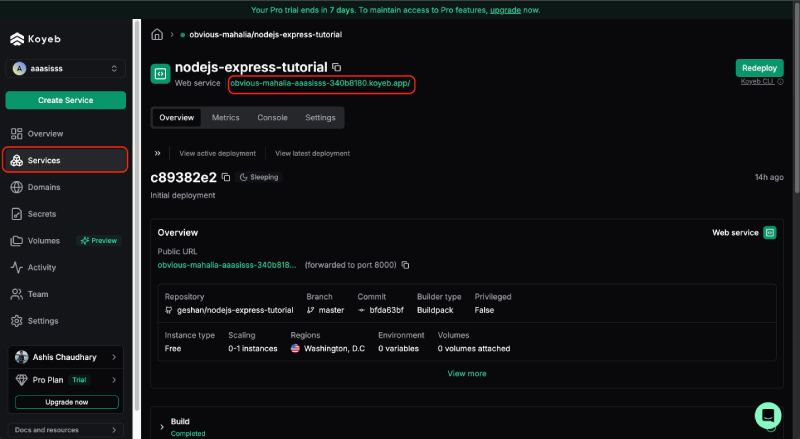 Your Pro trial ends in 7 days. To maintain access to Pro features, upgrade now.
Koyeb
A aaasisss
Create Service
Overview
Services
Domains
Secrets
Volumes Preview
Activity
Team
Settings
Ashis Chaudhary
Pro Plan Trial
Upgrade now
Docs and resources
obvious-mahalia/nodejs-express-tutorial
nodejs-express-tutorial
Web service obvious-mahalia-aaasisss-340b8180.koyeb.app/
Redeploy
Koyeb CLI
Overview Metrics Console Settings
View active deployment View latest deployment
c89382e2 Sleeping 14h ago
Initial deployment
Overview Web service
Public URL
obvious-mahalia-aaasisss-340b818... (forwarded to port 8000)
Repository Branch Commit Builder type Privileged
geshan/nodejs-express-tutorial master bfda63bf Buildpack False
Instance type Scaling Regions Environment Volumes
Free 0-1 instances Washington, D.C 0 variables 0 volumes attached
View more
Build
Completed